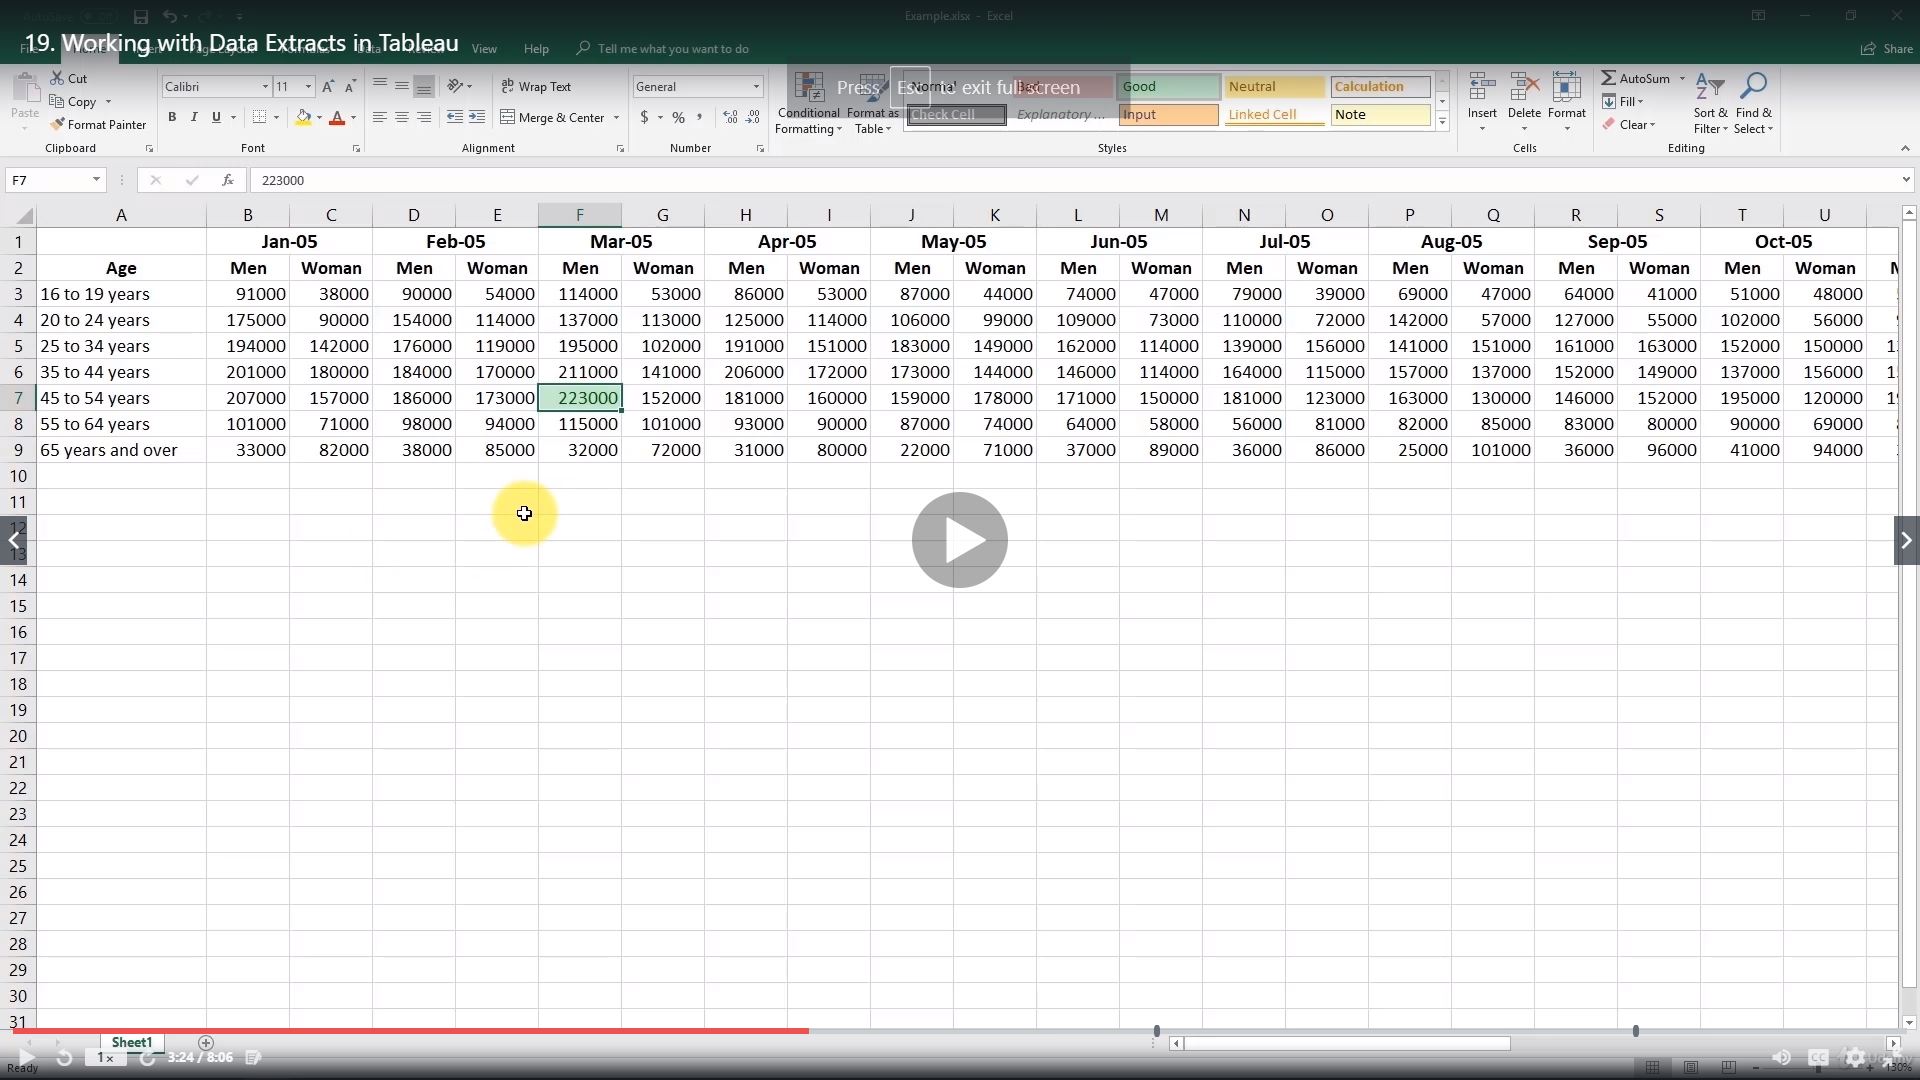 AutoSave Off
Example.xlsx - Excel
19. Working with Data Extracts in Tableau
File
View
Help
Tell me what you want to do
Share
Press Esc to exit fullscreen
Paste
Cut
Copy
Format Painter
Clipboard
Calibri
11
B I U
Font
Wrap Text
Merge & Center
Alignment
General
$ % ,
Number
Conditional Formatting
Format as Table
Normal
Bad
Good
Neutral
Calculation
Check Cell
Explanatory ...
Input
Linked Cell
Note
Styles
Insert
Delete
Format
Cells
AutoSum
Fill
Clear
Sort & Filter
Find & Select
Editing
F7
fx
223000
A B C D E F G H I J K L M N O P Q R S T U
1 Jan-05 Feb-05 Mar-05 Apr-05 May-05 Jun-05 Jul-05 Aug-05 Sep-05 Oct-05
2 Age Men Woman Men Woman Men Woman Men Woman Men Woman Men Woman Men Woman Men Woman Men Woman Men Woman
3 16 to 19 years 91000 38000 90000 54000 114000 53000 86000 53000 87000 44000 74000 47000 79000 39000 69000 47000 64000 41000 51000 48000
4 20 to 24 years 175000 90000 154000 114000 137000 113000 125000 114000 106000 99000 109000 73000 110000 72000 142000 57000 127000 55000 102000 56000
5 25 to 34 years 194000 142000 176000 119000 195000 102000 191000 151000 183000 149000 162000 114000 139000 156000 141000 151000 161000 163000 152000 150000
6 35 to 44 years 201000 180000 184000 170000 211000 141000 206000 172000 173000 144000 146000 114000 164000 115000 157000 137000 152000 149000 137000 156000
7 45 to 54 years 207000 157000 186000 173000 223000 152000 181000 160000 159000 178000 171000 150000 181000 123000 163000 130000 146000 152000 195000 120000
8 55 to 64 years 101000 71000 98000 94000 115000 101000 93000 90000 87000 74000 64000 58000 56000 81000 82000 85000 83000 80000 90000 69000
9 65 years and over 33000 82000 38000 85000 32000 72000 31000 80000 22000 71000 37000 89000 36000 86000 25000 101000 36000 96000 41000 94000
10
11
12
13
14
15
16
17
18
19
20
21
22
23
24
25
26
27
28
29
30
31
Sheet1
1x
3:24 / 8:06
CC
Ready
130%